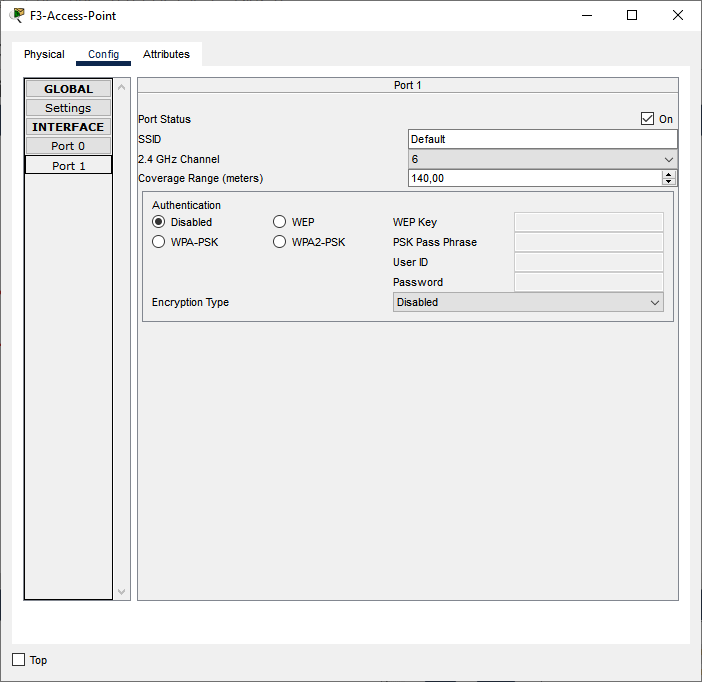 F3-Access-Point
Physical Config Attributes
GLOBAL
Settings
INTERFACE
Port 0
Port 1
Port 1
Port Status On
SSID Default
2.4 GHz Channel 6
Coverage Range (meters) 140,00
Authentication
Disabled WEP WEP Key
WPA-PSK WPA2-PSK PSK Pass Phrase
User ID
Password
Encryption Type Disabled
Top